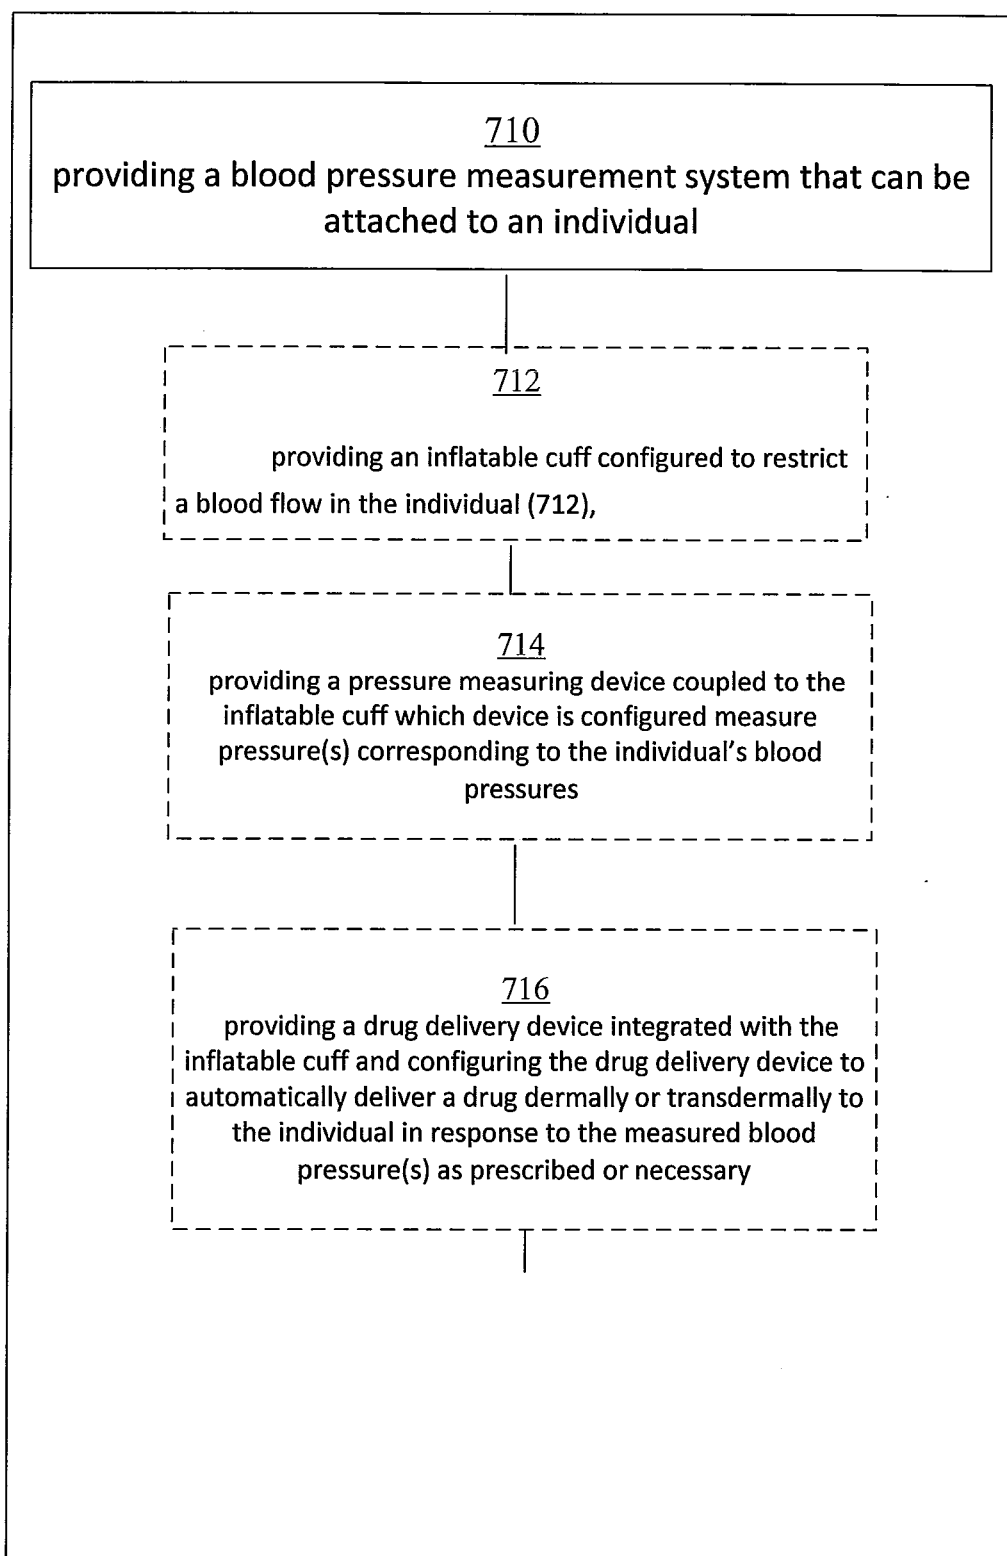 710
providing a blood pressure measurement system that can be
attached to an individual
712
providing an inflatable cuff configured to restrict
a blood flow in the individual (712),
714
providing a pressure measuring device coupled to the
inflatable cuff which device is configured measure
pressure(s) corresponding to the individual's blood
pressures
716
providing a drug delivery device integrated with the
inflatable cuff and configuring the drug delivery device to
automatically deliver a drug dermally or transdermally to
the individual in response to the measured blood
pressure(s) as prescribed or necessary